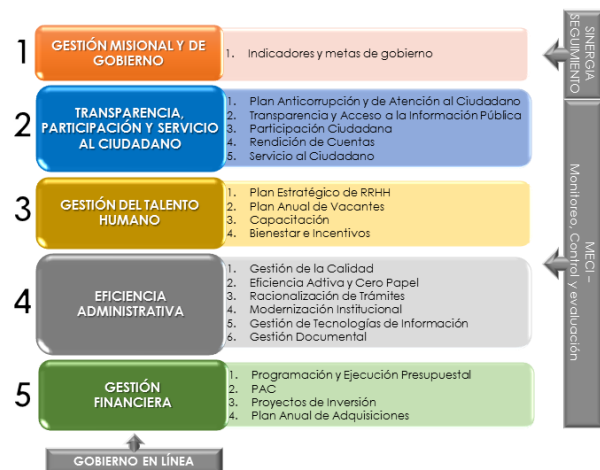 1
GESTIÓN MISIONAL Y DE
GOBIERNO
1. Indicadores y metas de gobierno
2
TRANSPARENCIA,
PARTICIPACIÓN Y SERVICIO
AL CIUDADANO
1. Plan Anticorrupción y de Atención al Ciudadano
2. Transparencia y Acceso a la Información Pública
3. Participación Ciudadana
4. Rendición de Cuentas
5. Servicio al Ciudadano
3
GESTIÓN DEL TALENTO
HUMANO
1. Plan Estratégico de RRHH
2. Plan Anual de Vacantes
3. Capacitación
4. Bienestar e Incentivos
4
EFICIENCIA
ADMINISTRATIVA
1. Gestión de la Calidad
2. Eficiencia Adtiva y Cero Papel
3. Racionalización de Trámites
4. Modernización Institucional
5. Gestión de Tecnologías de Información
6. Gestión Documental
5
GESTIÓN
FINANCIERA
1. Programación y Ejecución Presupuestal
2. PAC
3. Proyectos de Inversión
4. Plan Anual de Adquisiciones
GOBIERNO EN LÍNEA
SINERGIA
SEGUIMIENTO
MECI –
Monitoreo, Control y evaluación